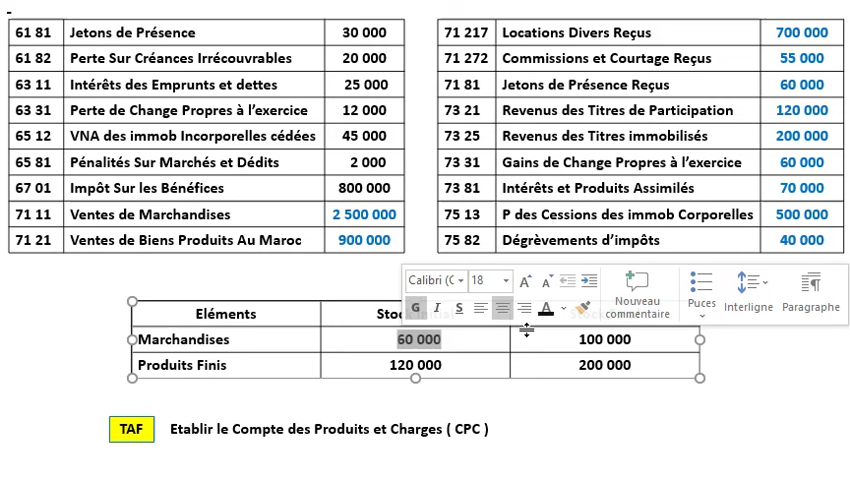 -
61 81 Jetons de Présence 30 000
61 82 Perte Sur Créances Irrécouvrables 20 000
63 11 Intérêts des Emprunts et dettes 25 000
63 31 Perte de Change Propres à l’exercice 12 000
65 12 VNA des immob Incorporelles cédées 45 000
65 81 Pénalités Sur Marchés et Dédits 2 000
67 01 Impôt Sur les Bénéfices 800 000
71 11 Ventes de Marchandises 2 500 000
71 21 Ventes de Biens Produits Au Maroc 900 000
71 217 Locations Divers Reçus 700 000
71 272 Commissions et Courtage Reçus 55 000
71 81 Jetons de Présence Reçus 60 000
73 21 Revenus des Titres de Participation 120 000
73 25 Revenus des Titres immobilisés 200 000
73 31 Gains de Change Propres à l’exercice 60 000
73 81 Intérêts et Produits Assimilés 70 000
75 13 P des Cessions des immob Corporelles 500 000
75 82 Dégrèvements d’impôts 40 000
Calibri (C 18 A A
G I S A
Nouveau commentaire
Puces
Interligne
Paragraphe
Eléments
Marchandises 60 000 100 000
Produits Finis 120 000 200 000
TAF Etablir le Compte des Produits et Charges ( CPC )